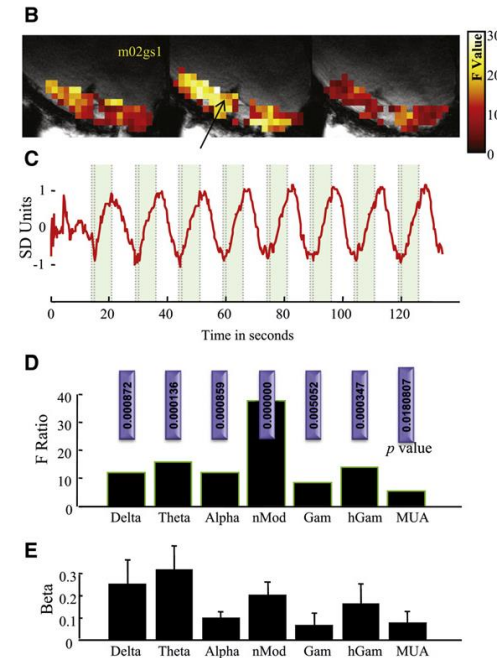 B
m02gs1
F Value
30
20
10
0
C
SD Units
1
0
-1
0 20 40 60 80 100 120
Time in seconds
D
F Ratio
40
30
20
10
0
0.000872 0.000136 0.000859 0.000000 0.005052 0.000347 0.0180807
p value
Delta Theta Alpha nMod Gam hGam MUA
E
Beta
0.3
0.2
0.1
0
Delta Theta Alpha nMod Gam hGam MUA